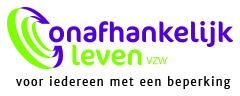 onafhankelijk
leven vzw
voor iedereen met een beperking